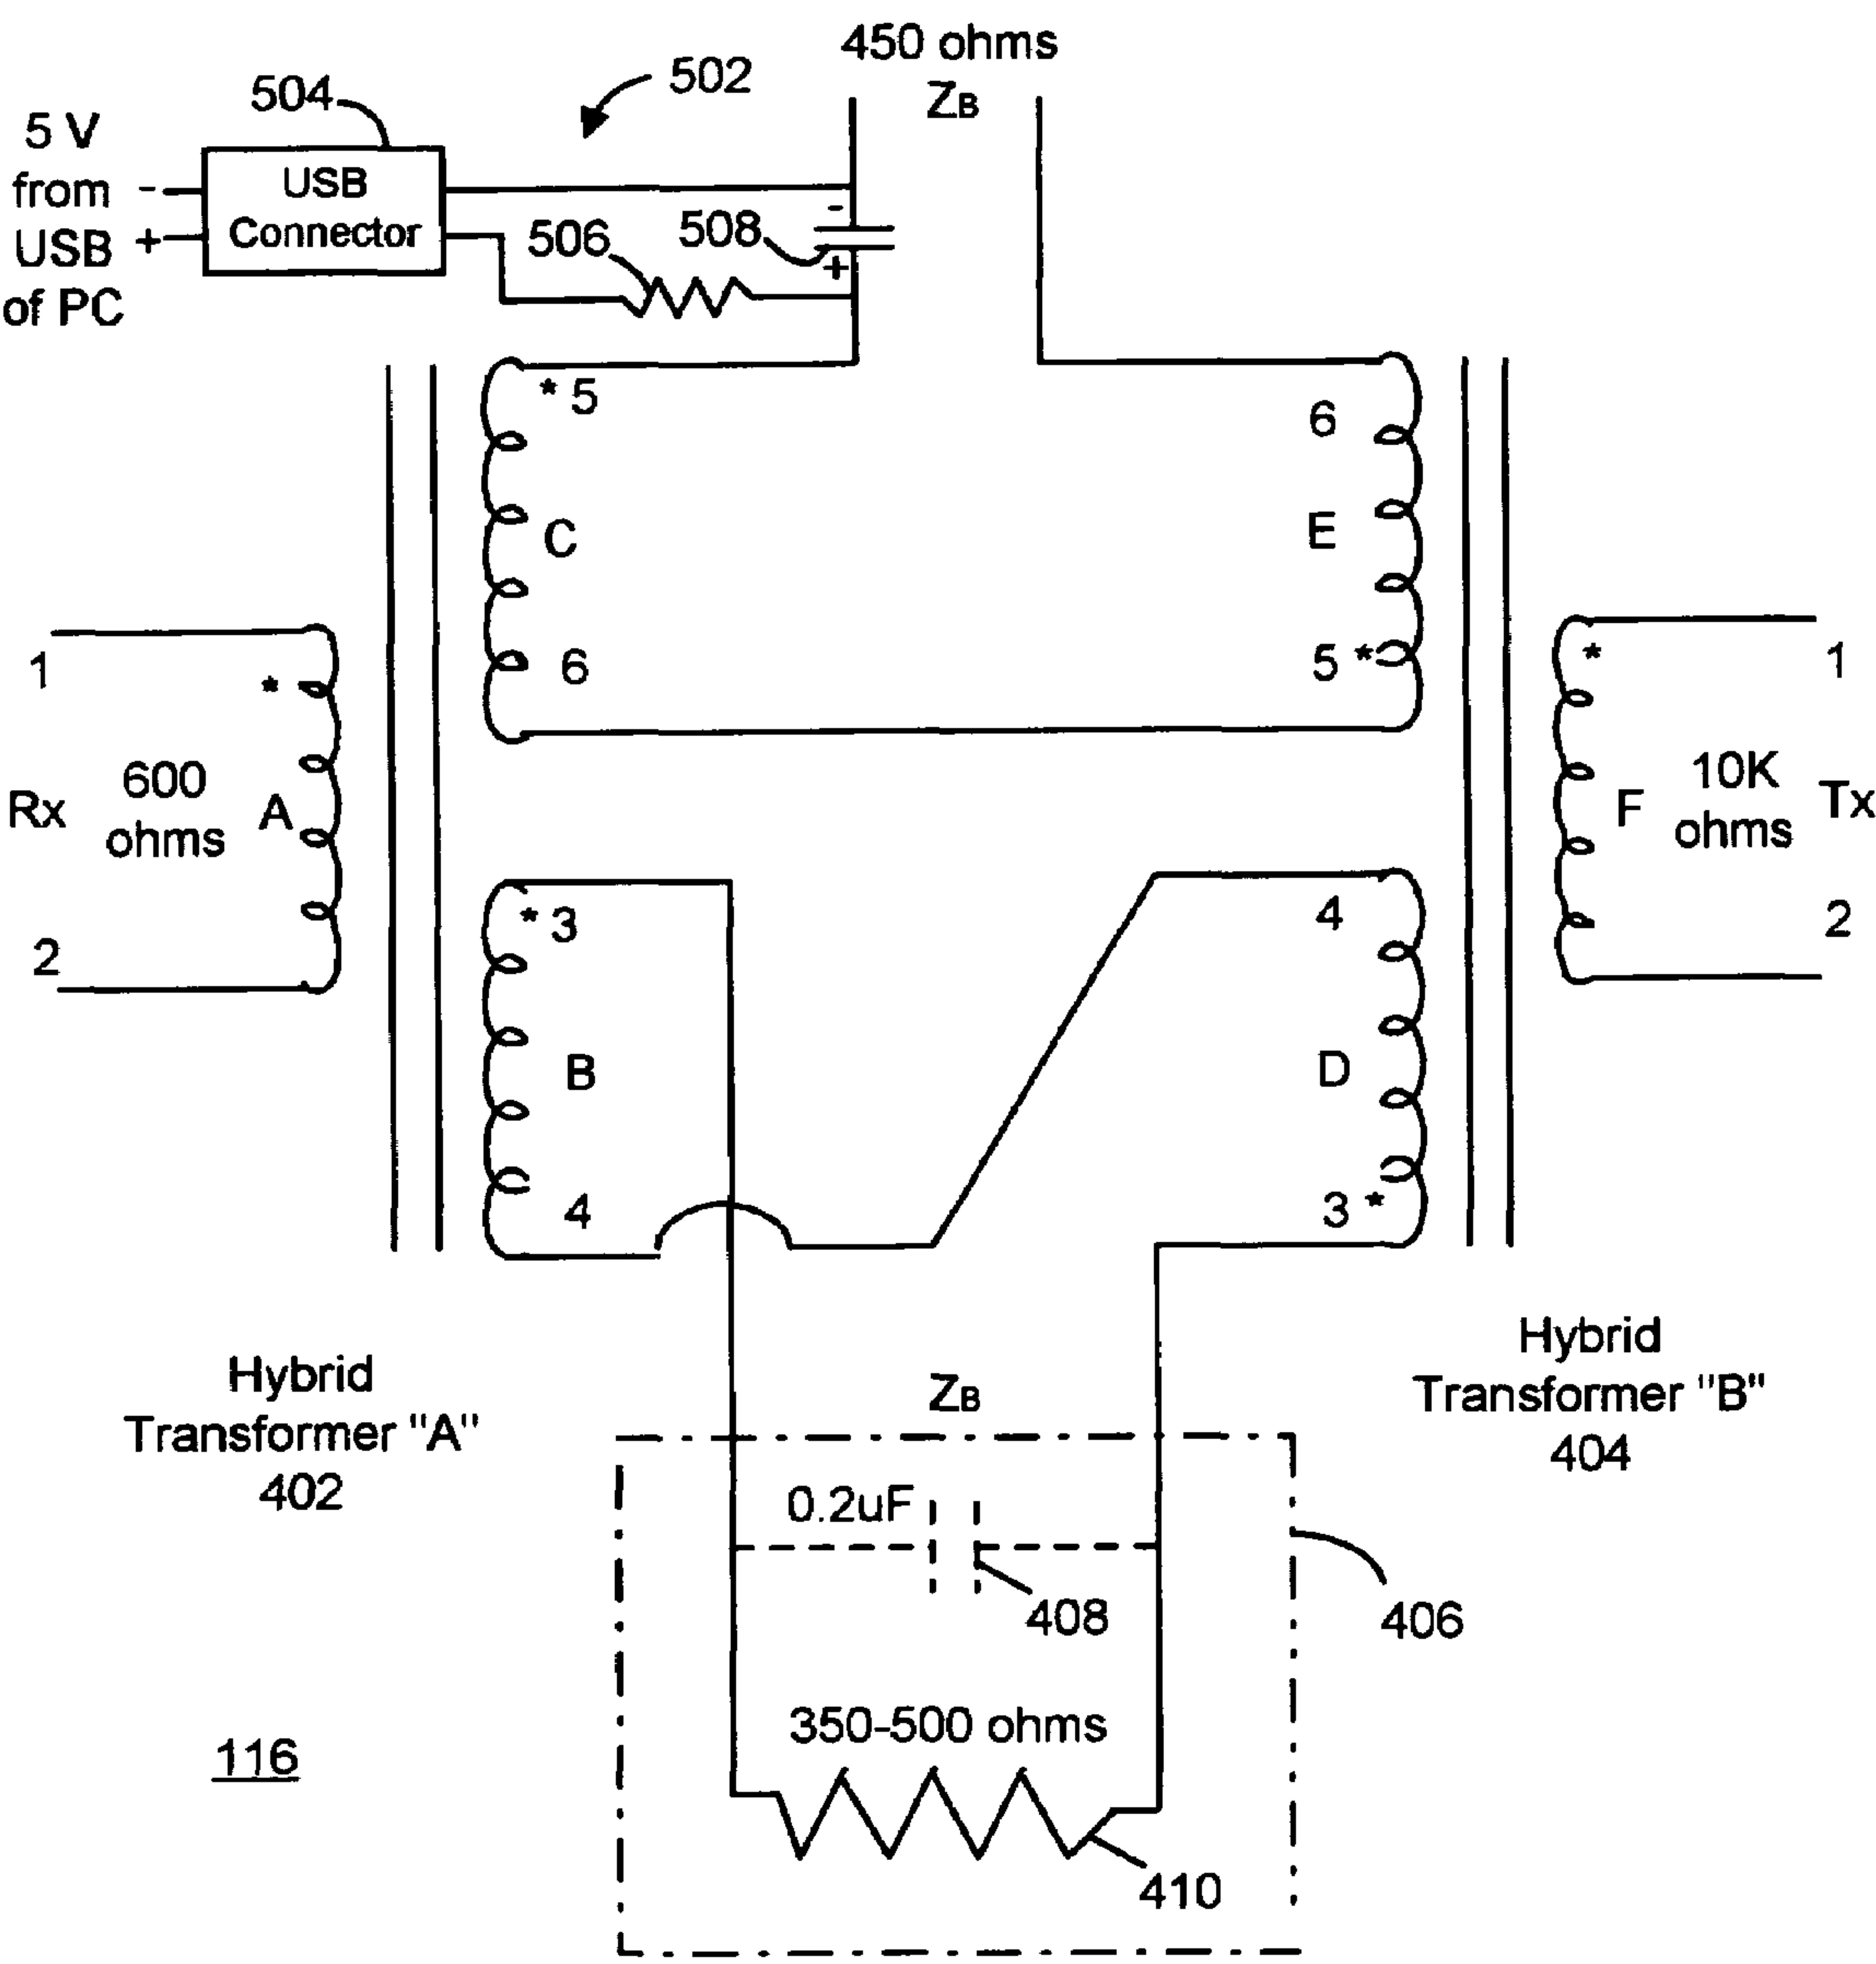 450 ohms
ZB
502
504
5 V
from
USB
of PC
-
+
USB
Connector
506
508
-
+
* 5
C
6
6
E
5 *
1
*
Rx
600
ohms
A
2
*
1
F
10K
ohms
Tx
2
* 3
B
4
4
D
3 *
Hybrid
Transformer "A"
402
Hybrid
Transformer "B"
404
ZB
0.2uF
408
406
350-500 ohms
410
116